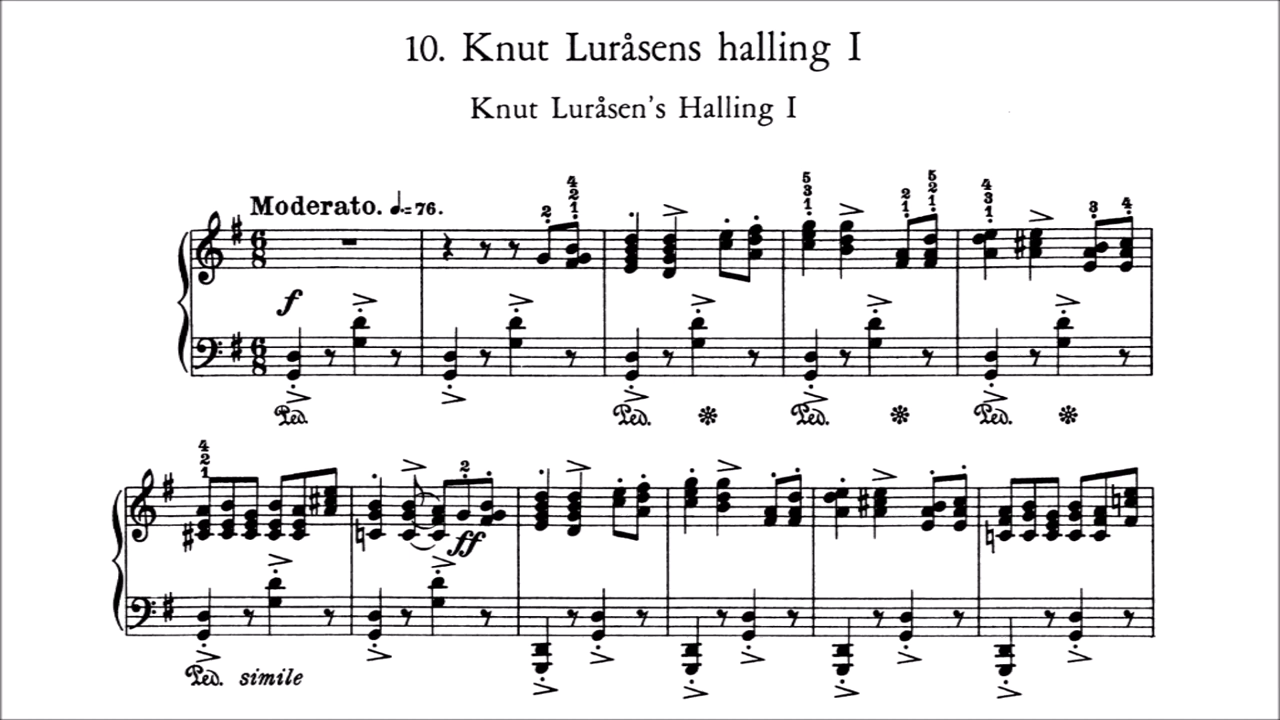 10. Knut Luråsens halling I
Knut Luråsen's Halling I
Moderato. ♩.=76.
f
Ped. Ped. Ped. Ped.
ff
Ped. simile